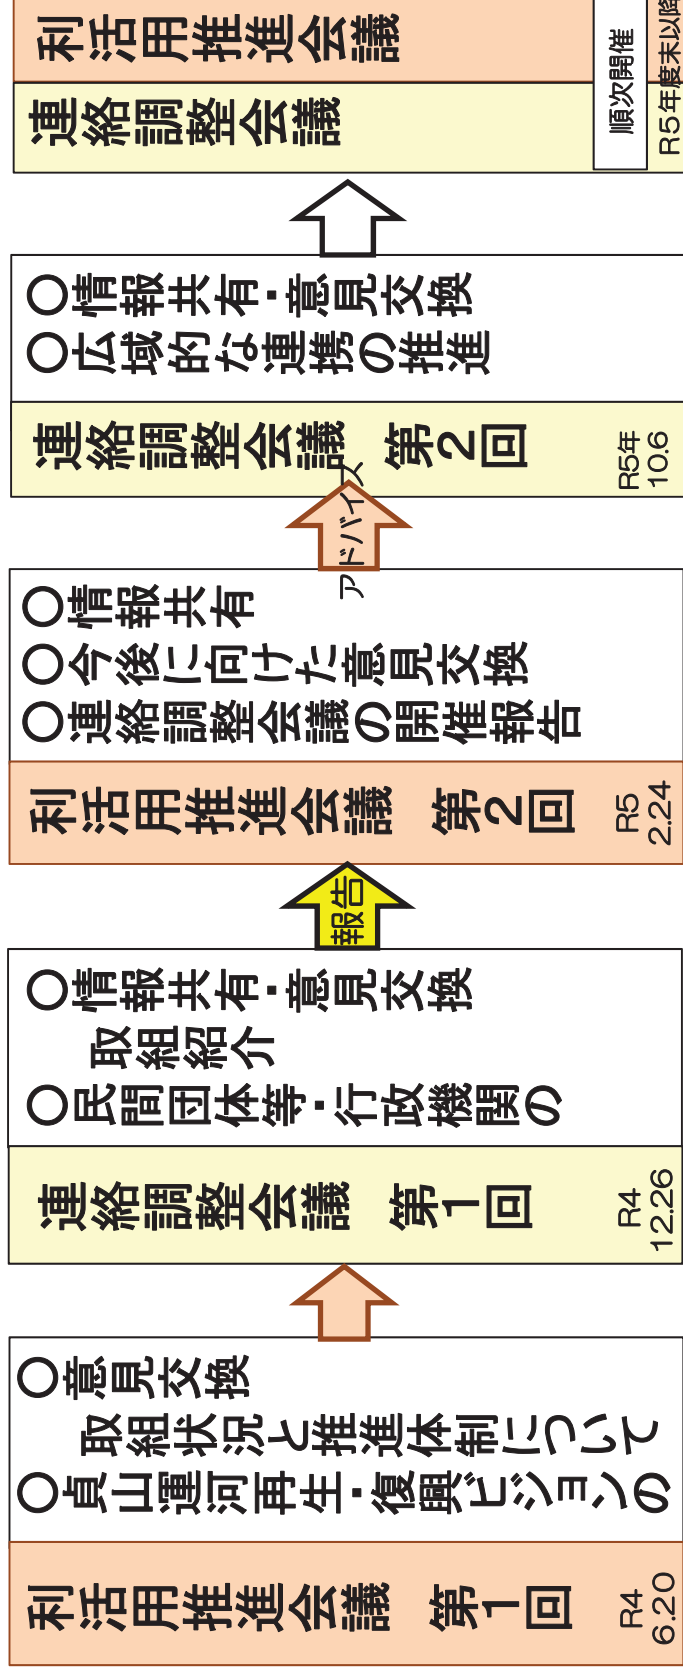 利活用推進会議 第1回
R4
6.20
○貞山運河再生・復興ビジョンの
取組状況と推進体制について
○意見交換
連絡調整会議 第1回
R4
12.26
○民間団体等・行政機関の
取組紹介
○情報共有・意見交換
報告
利活用推進会議 第2回
R5
2.24
○連絡調整会議の開催報告
○今後に向けた意見交換
○情報共有
アドバイス
連絡調整会議 第2回
R5年
10.6
○広域的な連携の推進
○情報共有・意見交換
連絡調整会議
利活用推進会議
順次開催
R5年度末以降